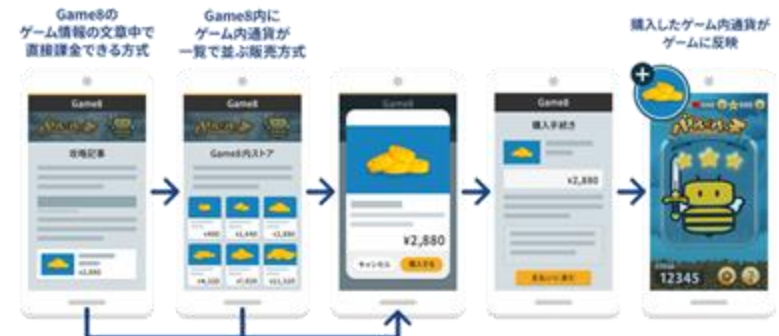 Game8の
ゲーム情報の文章中で
直接課金できる方式
Game8内に
ゲーム内通貨が
一覧で並ぶ販売方式
購入したゲーム内通貨が
ゲームに反映
Game8
攻略記事
¥2,880
Game8
Game8内ストア
¥2,880
Game8
¥2,880
キャンセル
購入する
Game8
購入手続き
¥2,880
12345